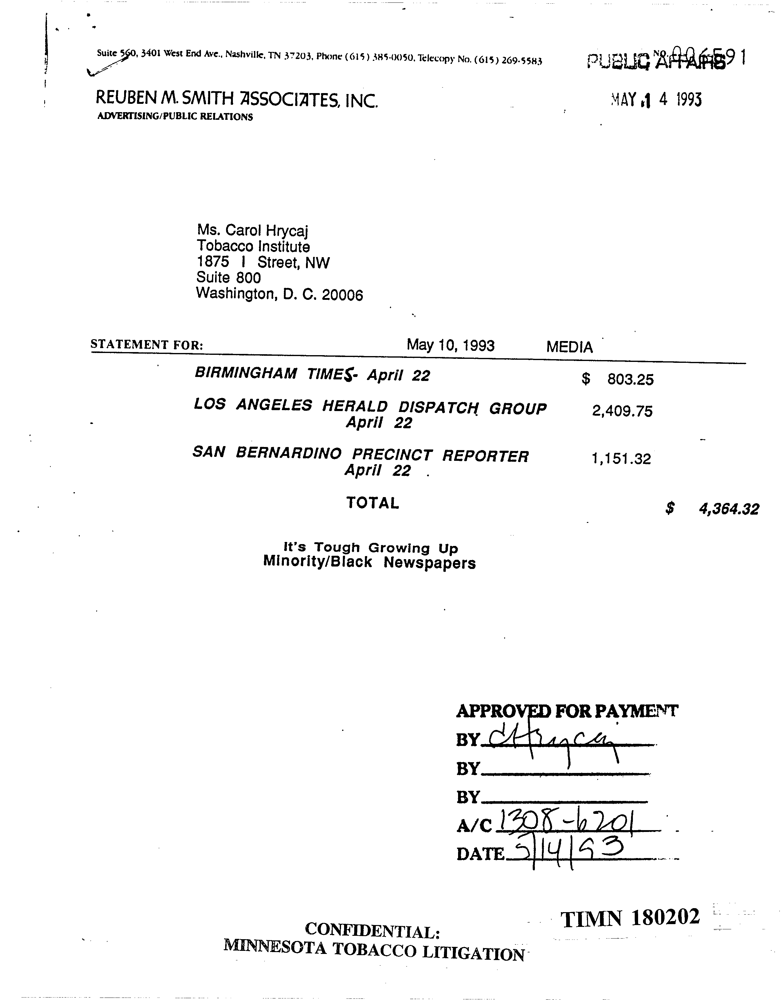 Suite 560, 3401 West End Ave., Nashville, TN 37203, Phone (615) 385-0050, Telecopy No. (615) 269-5583
PUBLIC AFFAIRS
REUBEN M. SMITH ASSOCIATES, INC.
MAY 1 4 1993
ADVERTISING/PUBLIC RELATIONS
Ms. Carol Hrycaj
Tobacco Institute
1875 I Street, NW
Suite 800
Washington, D. C. 20006
STATEMENT FOR: May 10, 1993 MEDIA
BIRMINGHAM TIMES- April 22 $ 803.25
LOS ANGELES HERALD DISPATCH GROUP 2,409.75
April 22
SAN BERNARDINO PRECINCT REPORTER 1,151.32
April 22
TOTAL $ 4,364.32
It's Tough Growing Up
Minority/Black Newspapers
APPROVED FOR PAYMENT
BY CHrycaj
BY
BY
A/C 1308-6201
DATE 5/14/93
TIMN 180202
CONFIDENTIAL:
MINNESOTA TOBACCO LITIGATION